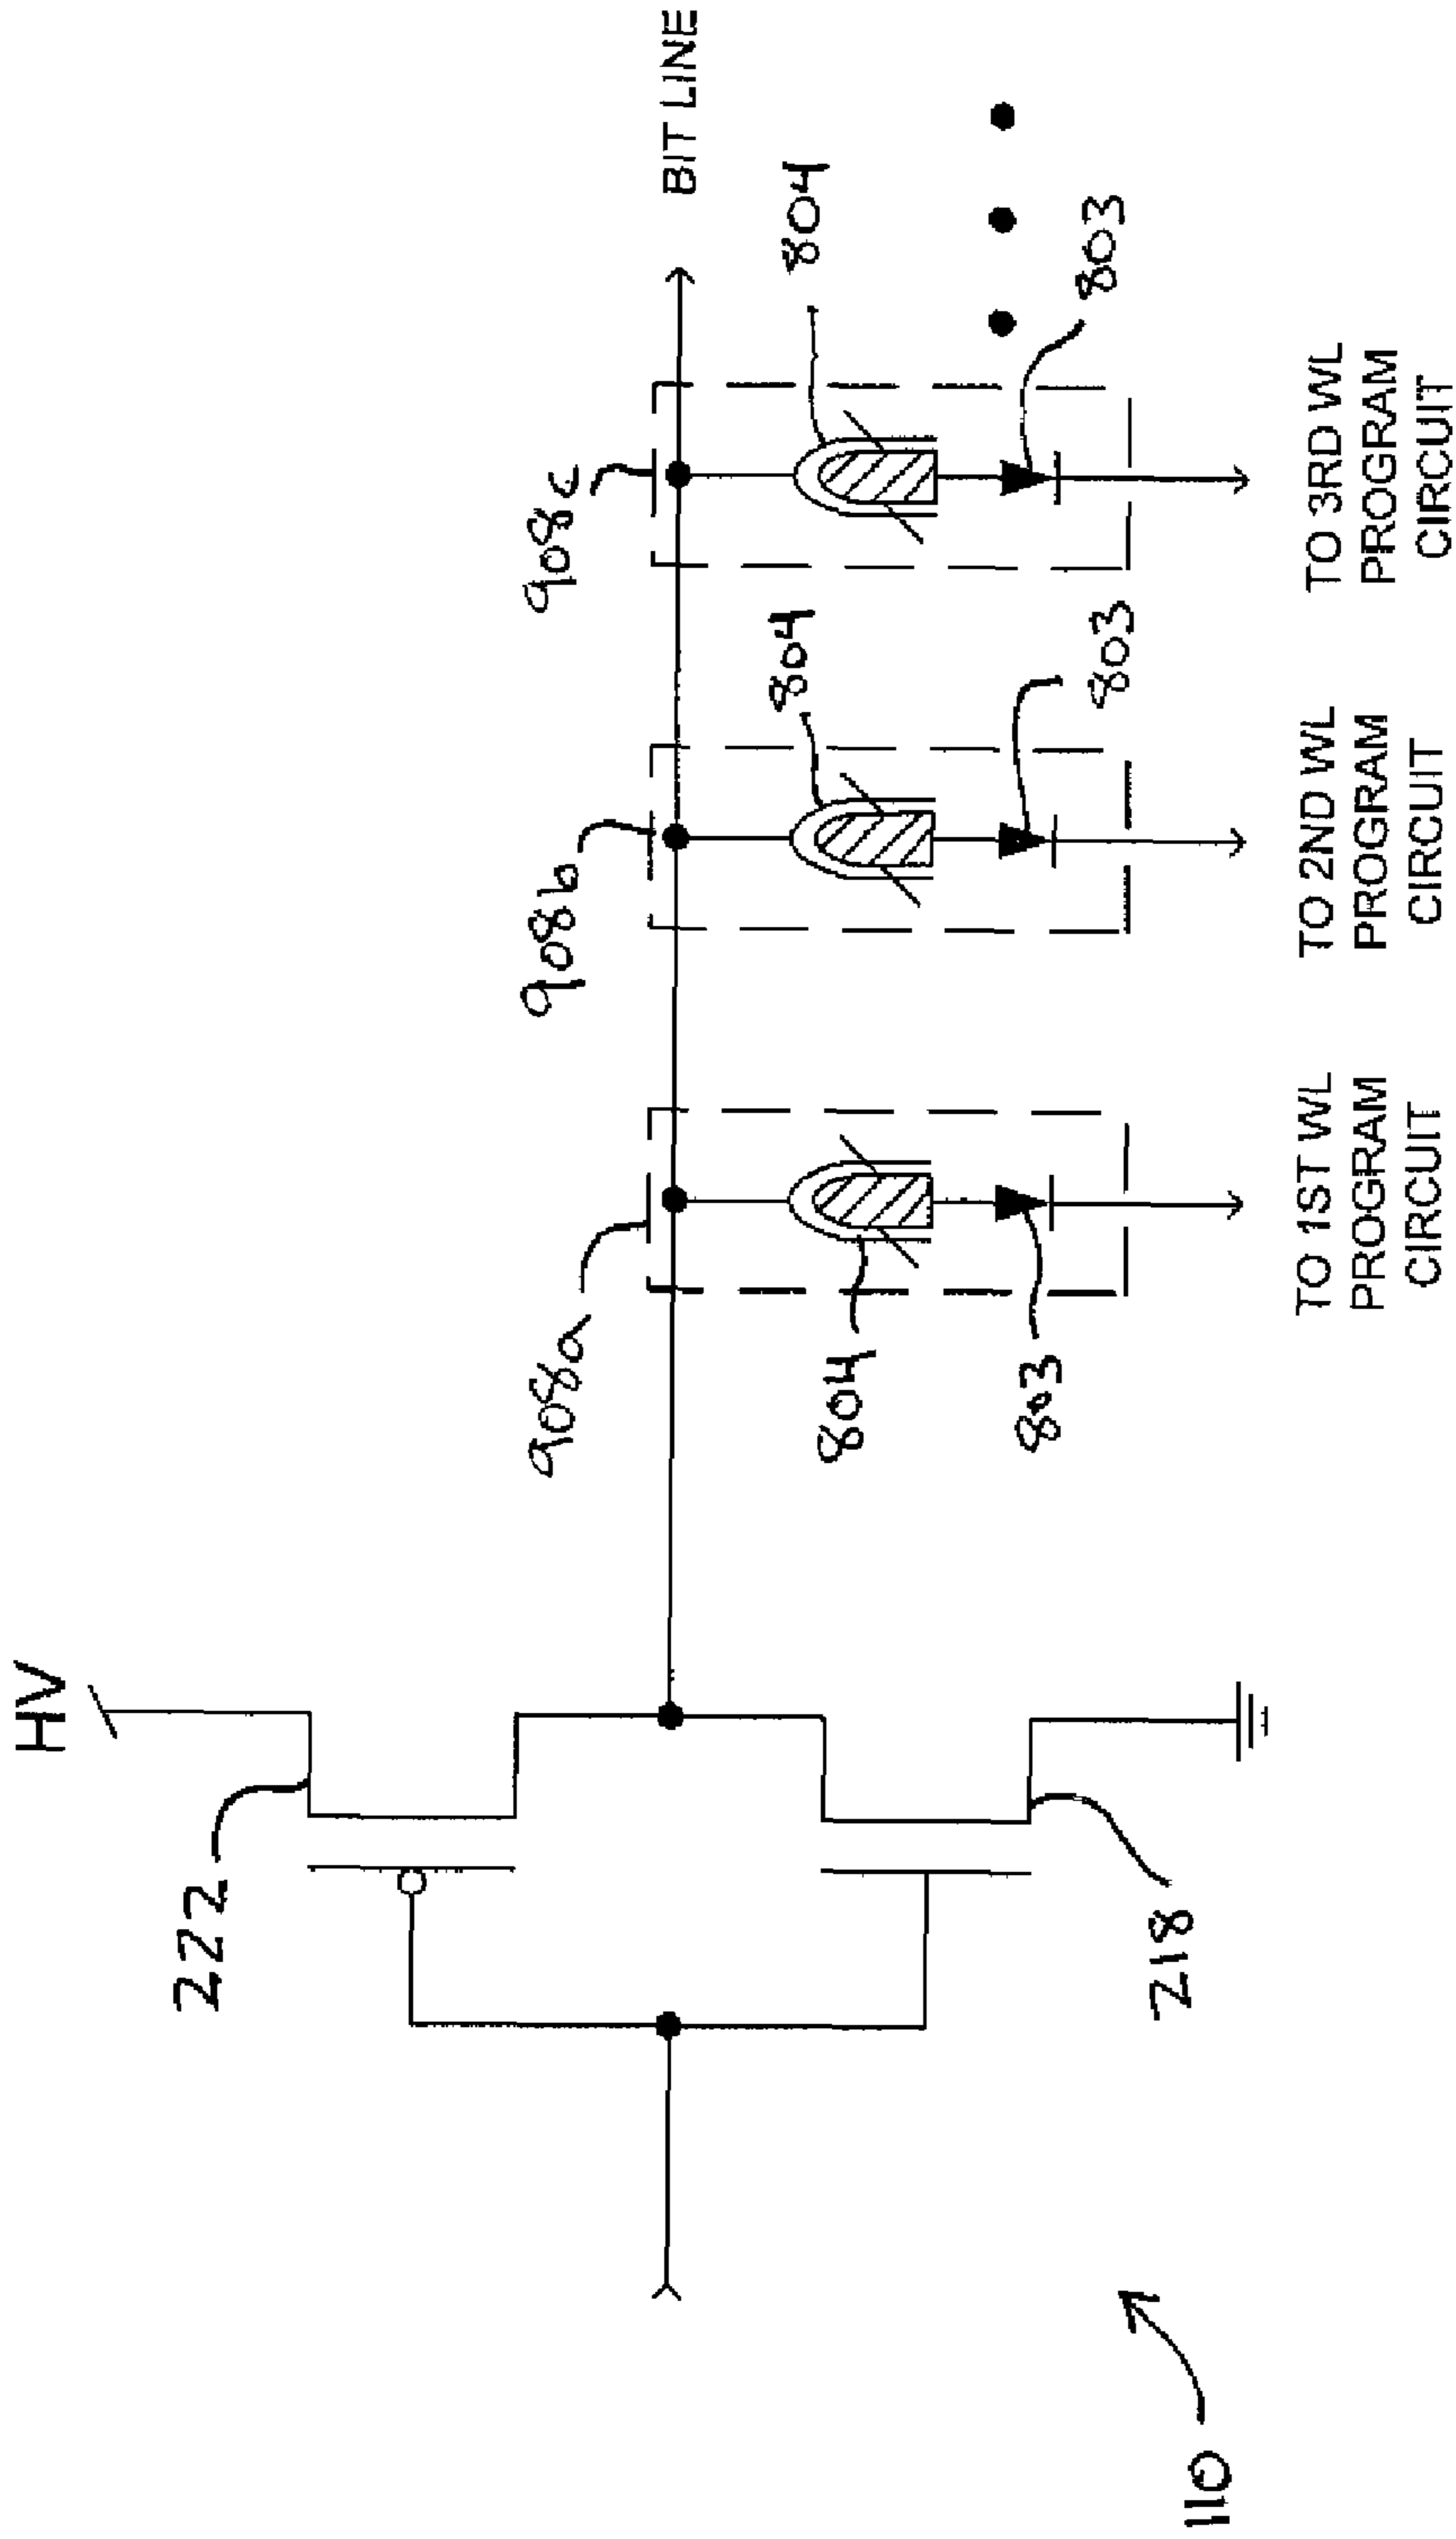 HV
222
BIT LINE
908a
908b
908c
804
804
804
803
803
803
218
110
TO 1ST WL
PROGRAM
CIRCUIT
TO 2ND WL
PROGRAM
CIRCUIT
TO 3RD WL
PROGRAM
CIRCUIT